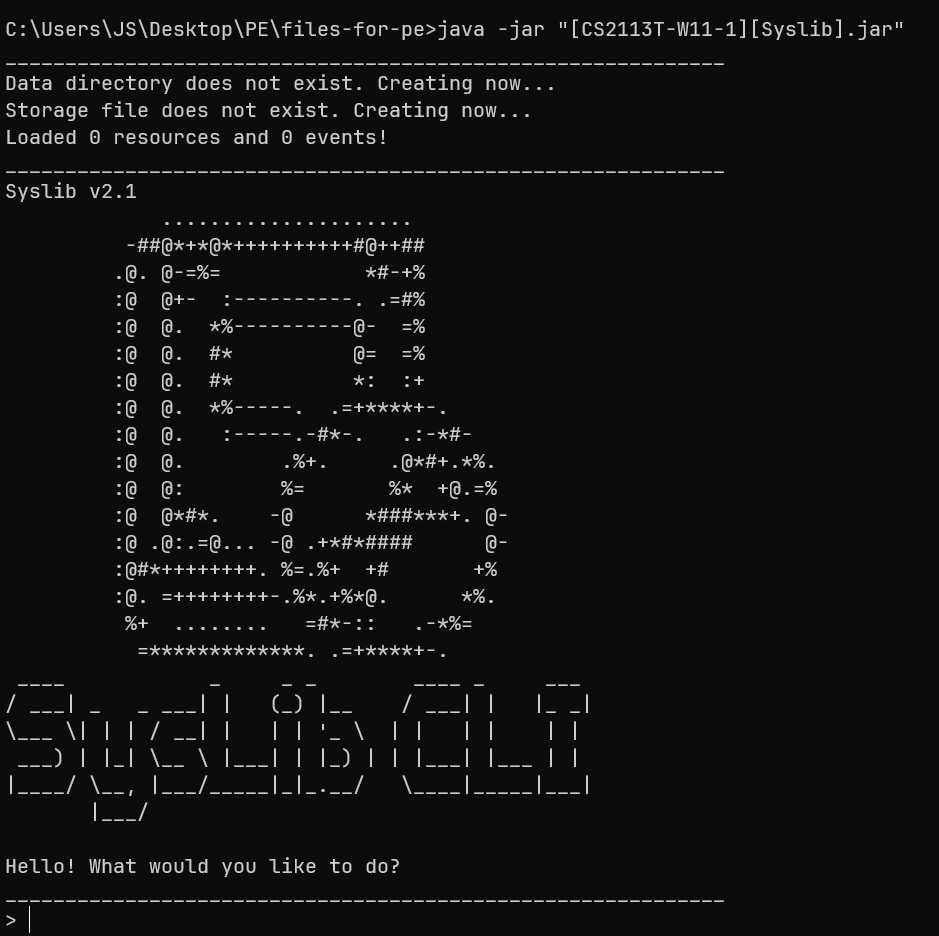 C:\Users\JS\Desktop\PE\files-for-pe>java -jar "[CS2113T-W11-1][Syslib].jar"
____________________________________________________________
Data directory does not exist. Creating now...
Storage file does not exist. Creating now...
Loaded 0 resources and 0 events!
____________________________________________________________
Syslib v2.1
             .....................
          -##@*+*@*++++++++++#@++##
         .@. @-=%=            *#-+%
         :@  @+-  :----------. .=#%
         :@  @.  *%----------@-  =%
         :@  @.  #*          @=  =%
         :@  @.  #*          *:  :+
         :@  @.  *%-----.  .=+****+-.
         :@  @.   :-----.-#*-.   .:-*#-
         :@  @.        .%+.     .@*#+.*%.
         :@  @:        %=       %*  +@.=%
         :@  @*#*.    -@      *###***+. @-
         :@ .@:.=@... -@ .+*#*####      @-
         :@#*++++++++. %=.%+  +#       +%
         :@. =++++++++-.%*.+%*@.      *%.
          %+  ........   =#*-::   .-*%=
           =*************. .=+****+-.
 ____            _     _ _        ____ _     ___
/ ___| _   _ ___| |   (_) |__    / ___| |   |_ _|
\___ \| | | / __| |   | | '_ \  | |   | |    | |
 ___) | |_| \__ \ |___| | |_) | | |___| |___ | |
|____/ \__, |___/_____|_|_.__/   \____|_____|___|
       |___/
Hello! What would you like to do?
____________________________________________________________
>